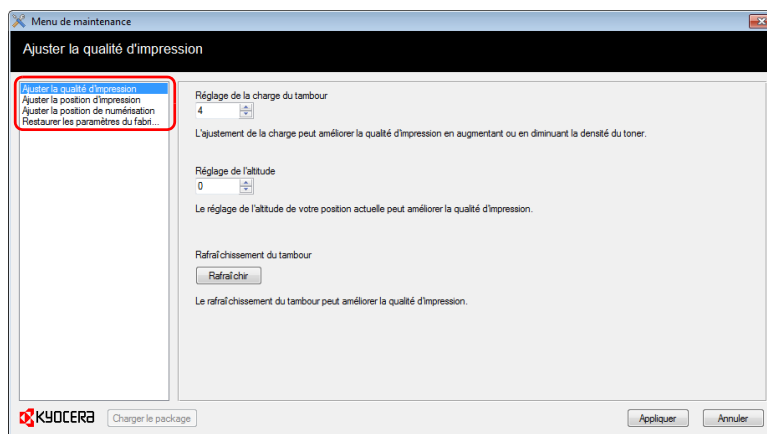 Menu de maintenance
Ajuster la qualité d'impression
Ajuster la qualité d'impression
Ajuster la position d'impression
Ajuster la position de numérisation
Restaurer les paramètres du fabri...
Réglage de la charge du tambour
4
L'ajustement de la charge peut améliorer la qualité d'impression en augmentant ou en diminuant la densité du toner.
Réglage de l'altitude
0
Le réglage de l'altitude de votre position actuelle peut améliorer la qualité d'impression.
Rafraîchissement du tambour
Rafraîchir
Le rafraîchissement du tambour peut améliorer la qualité d'impression.
KYOCERA
Charger le package
Appliquer
Annuler